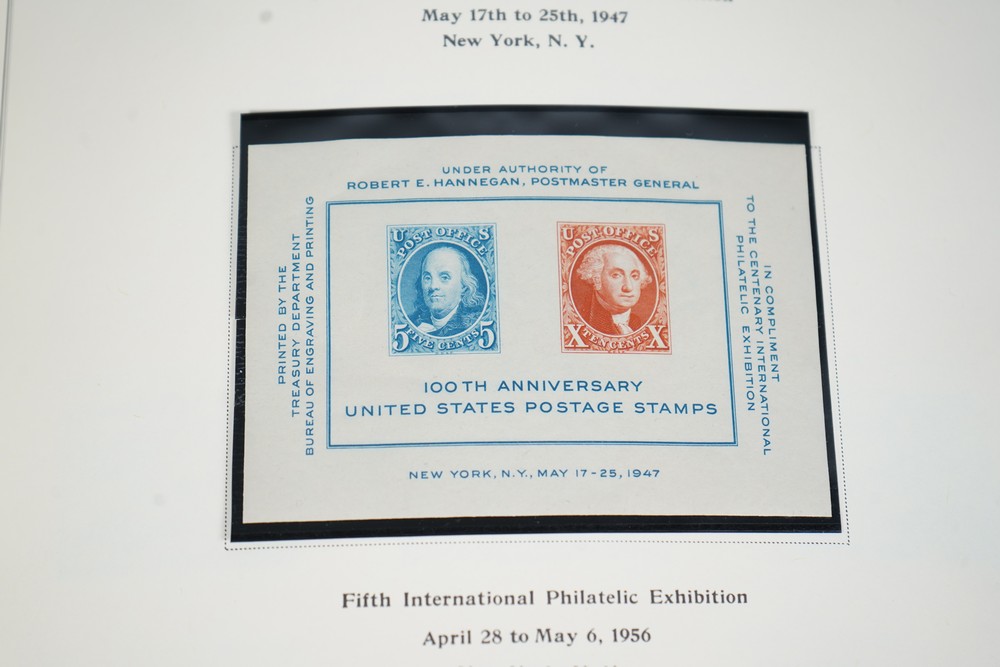 May 17th to 25th, 1947
New York, N. Y.
UNDER AUTHORITY OF
ROBERT E. HANNEGAN, POSTMASTER GENERAL
PRINTED BY THE
TREASURY DEPARTMENT
BUREAU OF ENGRAVING AND PRINTING
U S
POST OFFICE
5 5
FIVE CENTS
U S
POST OFFICE
X X
TEN CENTS
IN COMPLIMENT
TO THE CENTENARY INTERNATIONAL
PHILATELIC EXHIBITION
100TH ANNIVERSARY
UNITED STATES POSTAGE STAMPS
NEW YORK, N.Y., MAY 17-25, 1947
Fifth International Philatelic Exhibition
April 28 to May 6, 1956